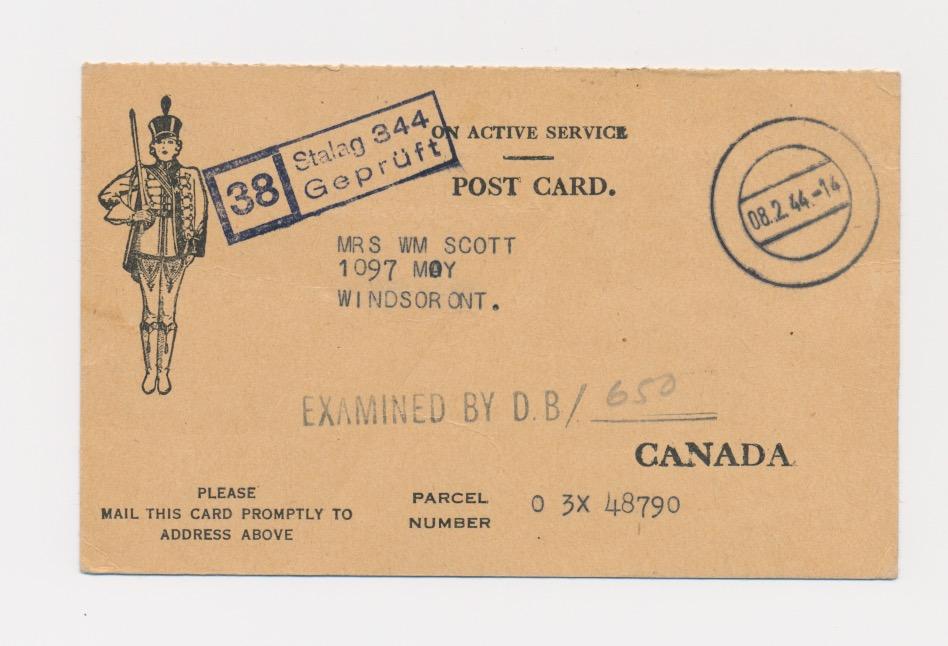 38
Stalag 344
Geprüft
ON ACTIVE SERVICE
POST CARD.
08.2.44.-14
MRS WM SCOTT
1097 MOY
WINDSOR ONT.
EXAMINED BY D.B/ 650
CANADA
PLEASE
MAIL THIS CARD PROMPTLY TO
ADDRESS ABOVE
PARCEL
NUMBER
0 3X 48790